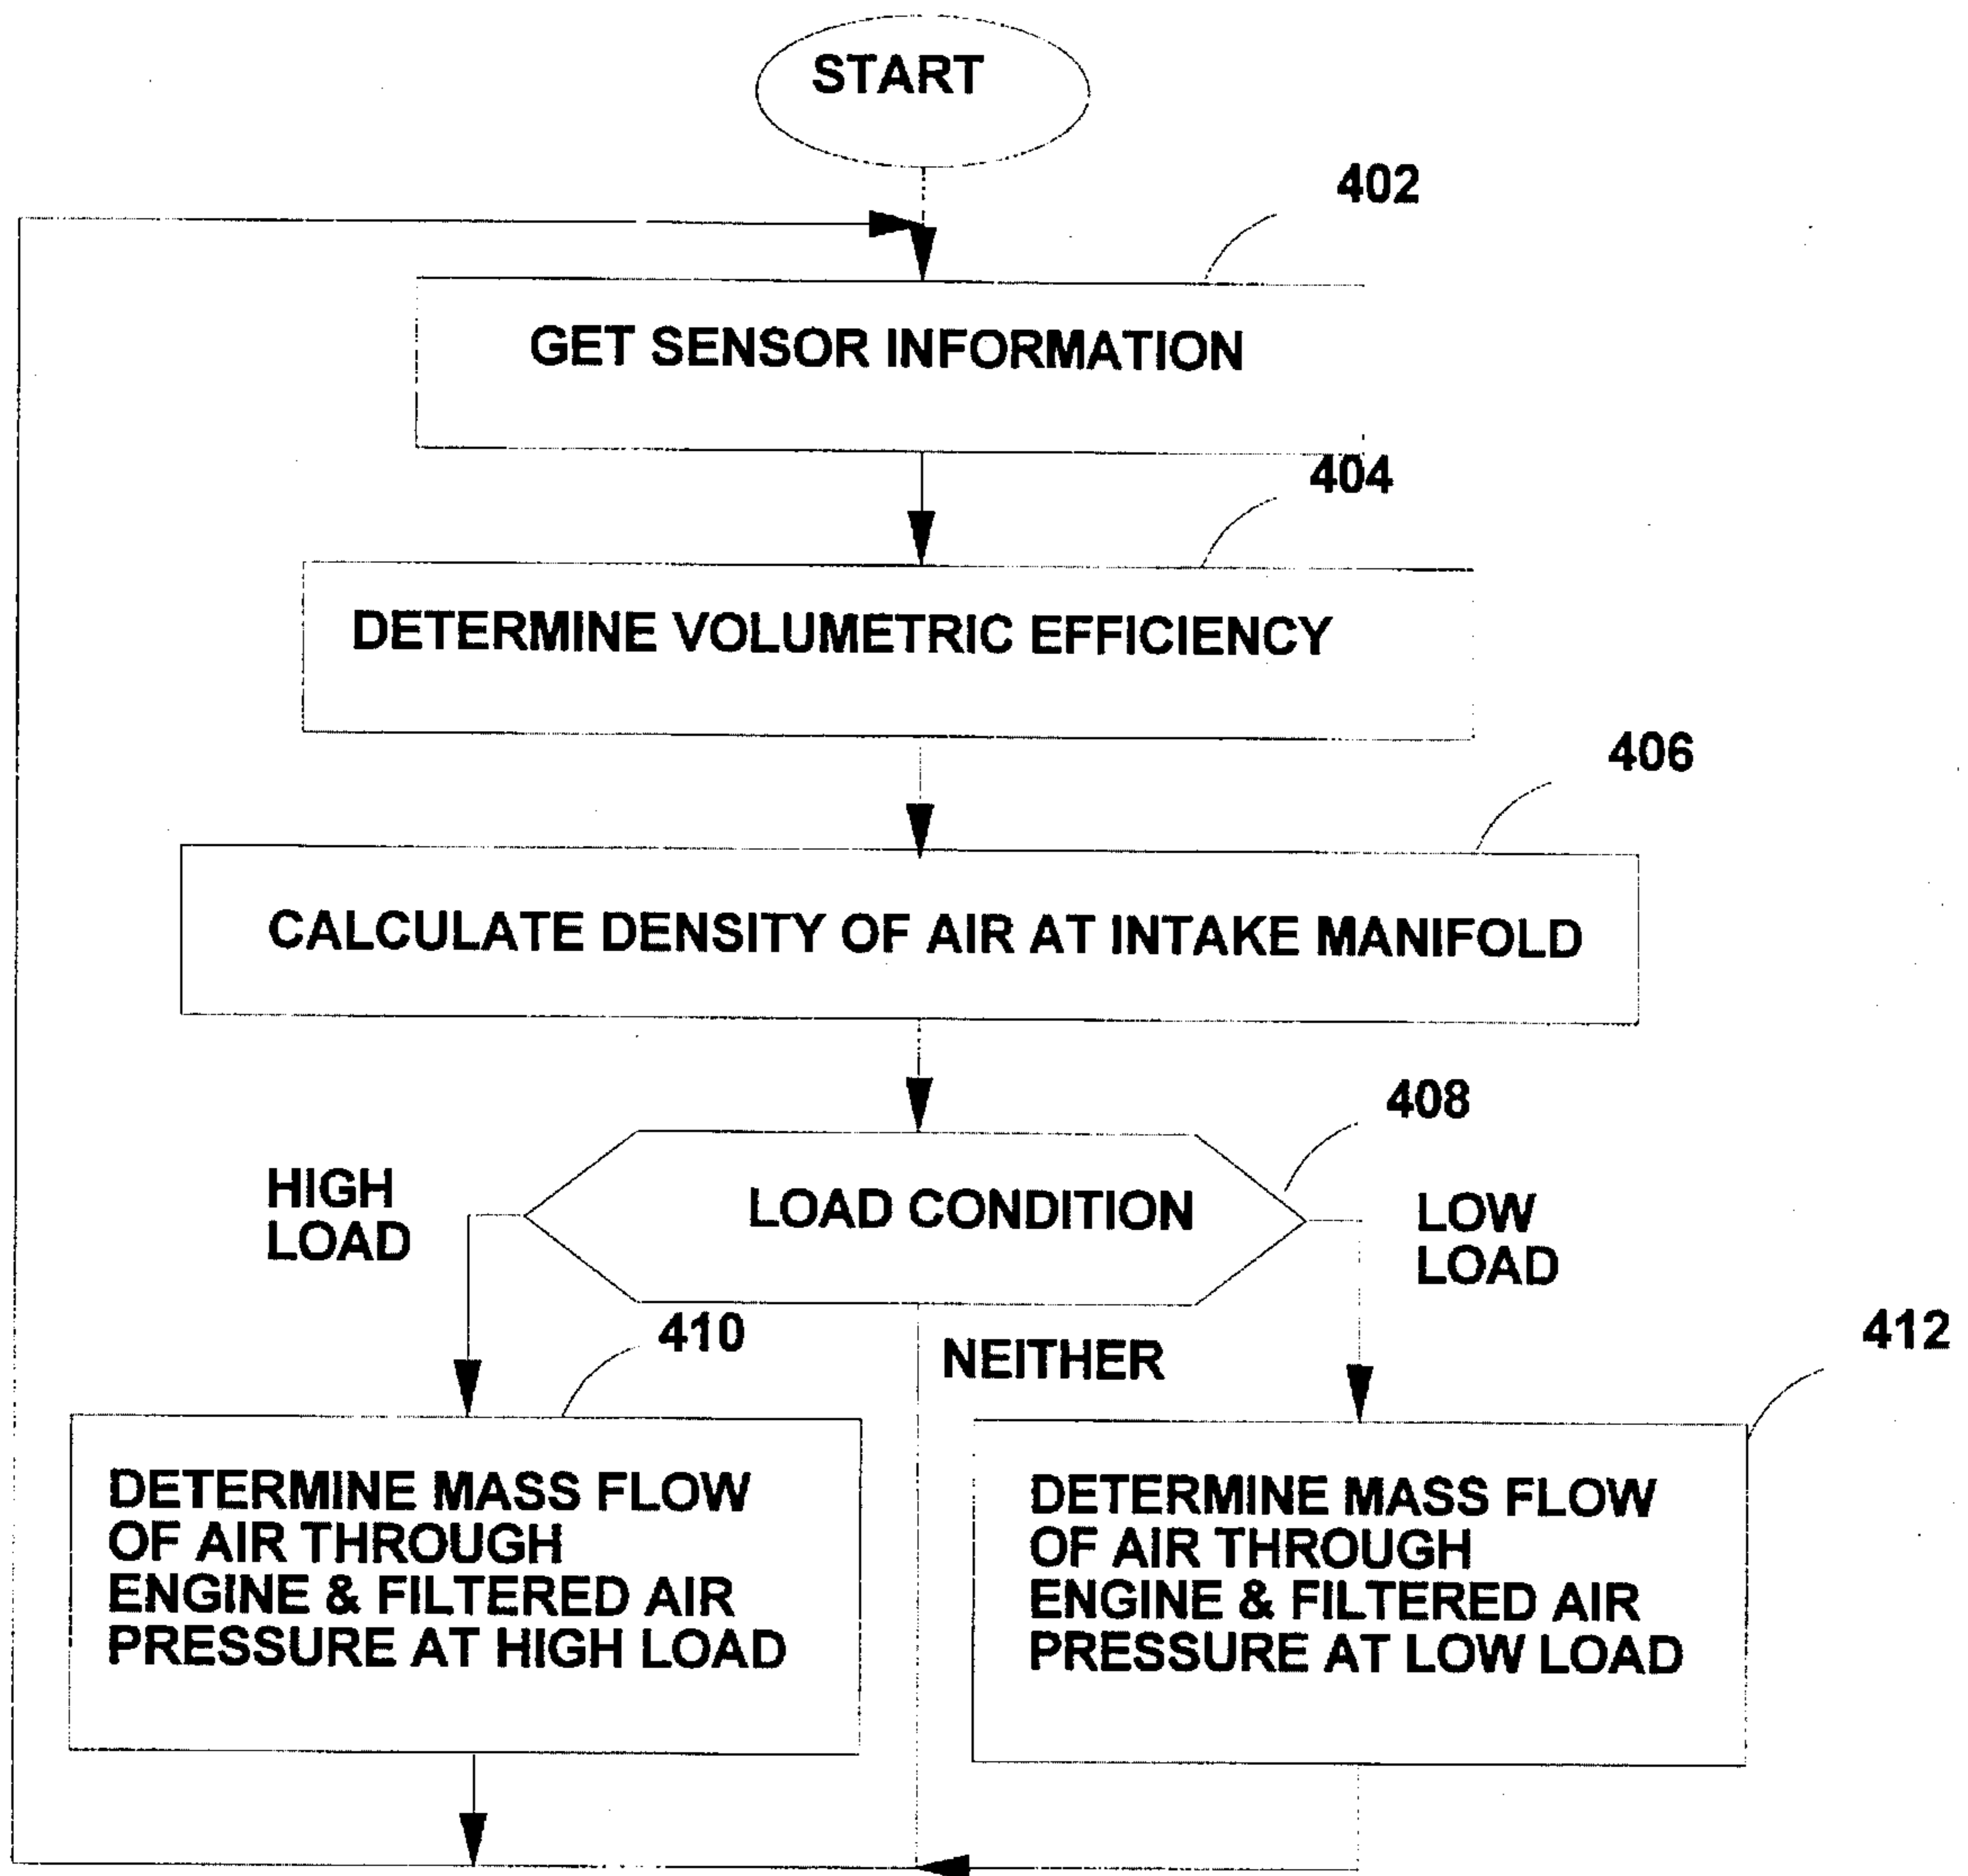 START
402
GET SENSOR INFORMATION
404
DETERMINE VOLUMETRIC EFFICIENCY
406
CALCULATE DENSITY OF AIR AT INTAKE MANIFOLD
408
HIGH
LOAD
LOAD CONDITION
LOW
LOAD
410
NEITHER
412
DETERMINE MASS FLOW
OF AIR THROUGH
ENGINE & FILTERED AIR
PRESSURE AT HIGH LOAD
DETERMINE MASS FLOW
OF AIR THROUGH
ENGINE & FILTERED AIR
PRESSURE AT LOW LOAD